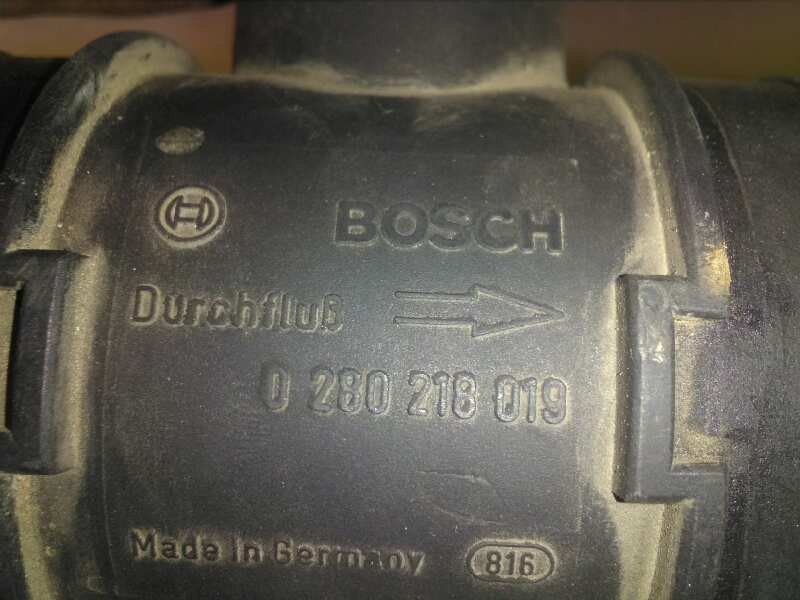 BOSCH
Durchfluß
0 280 218 019
Made in Germany 816